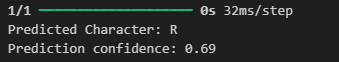 1/1 ━━━━━━━━━━━━━━━━━━━━ 0s 32ms/step
Predicted Character: R
Prediction confidence: 0.69